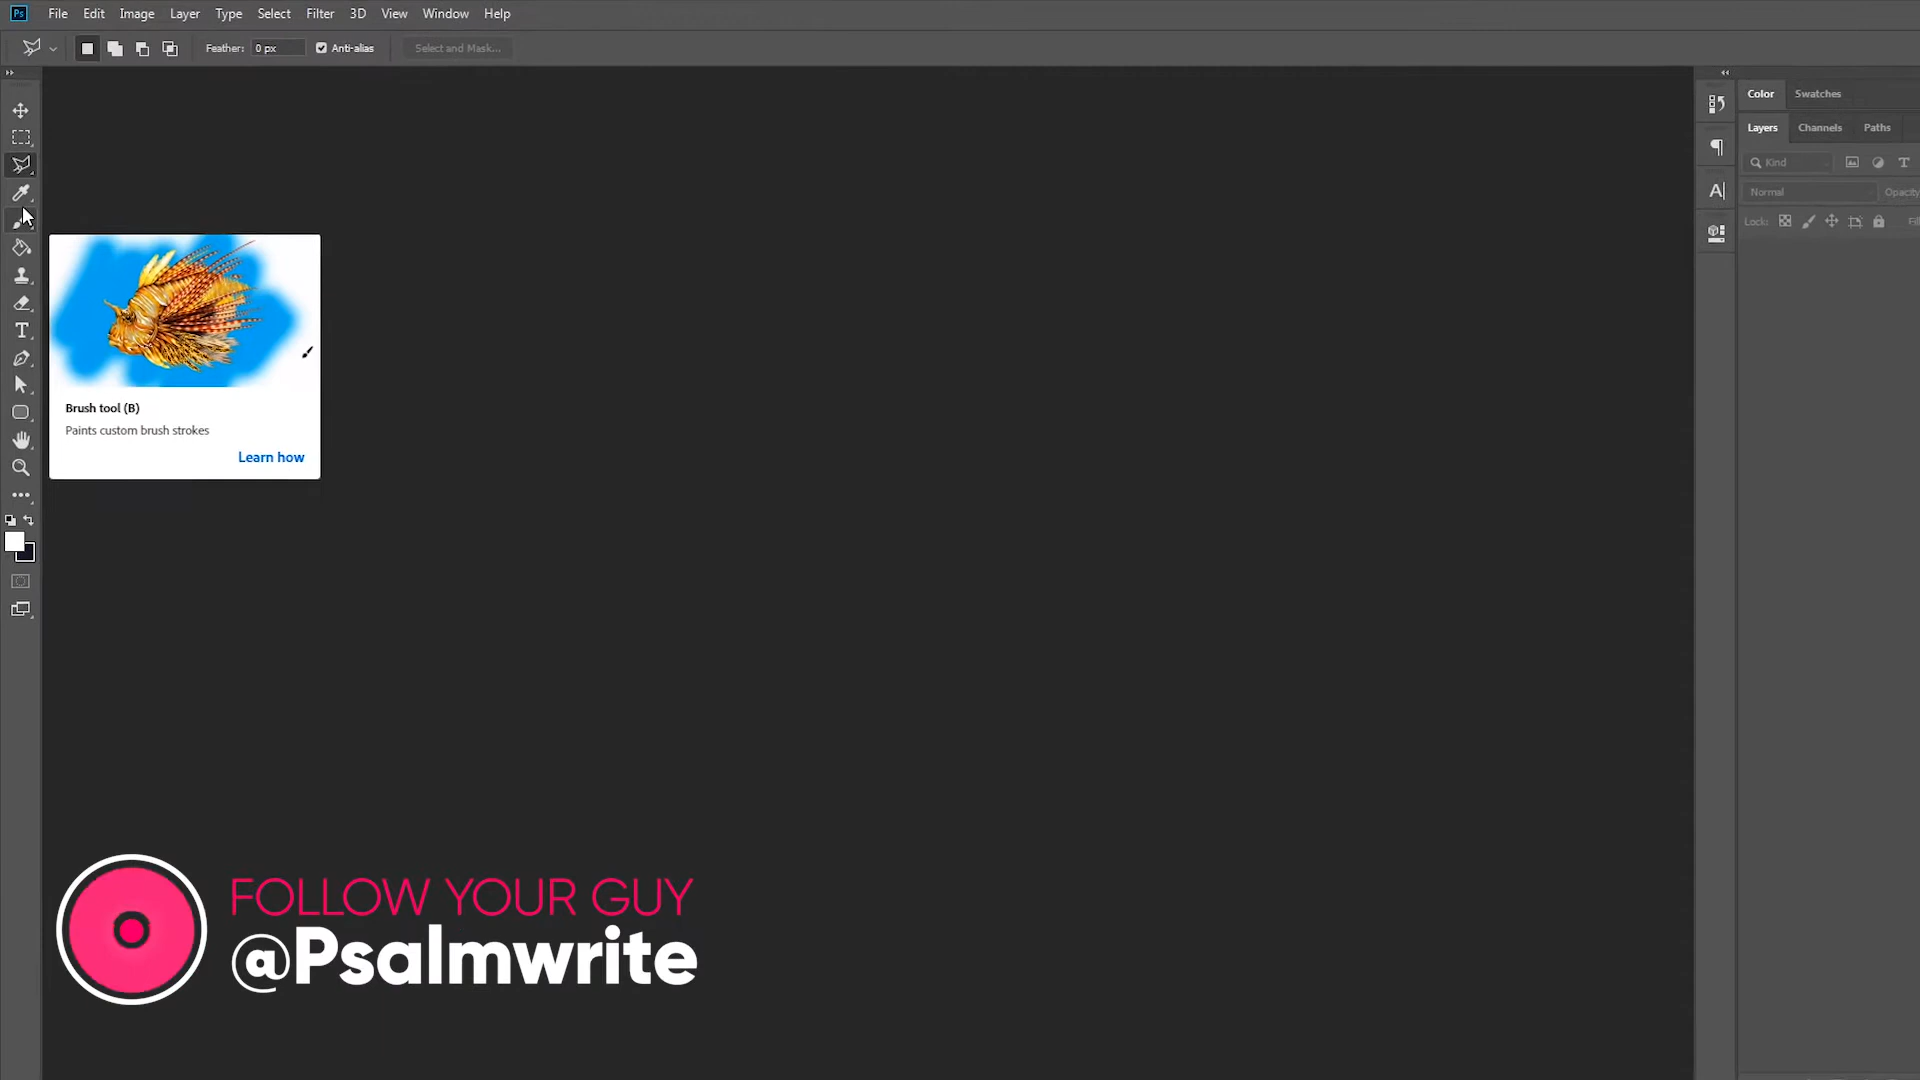 Ps File Edit Image Layer Type Select Filter 3D View Window Help
Feather: 0 px Anti-alias Select and Mask...
Color Swatches
Layers Channels Paths
Kind
Normal Opacity
Lock:
Brush tool (B)
Paints custom brush strokes
Learn how
FOLLOW YOUR GUY
@Psalmwrite